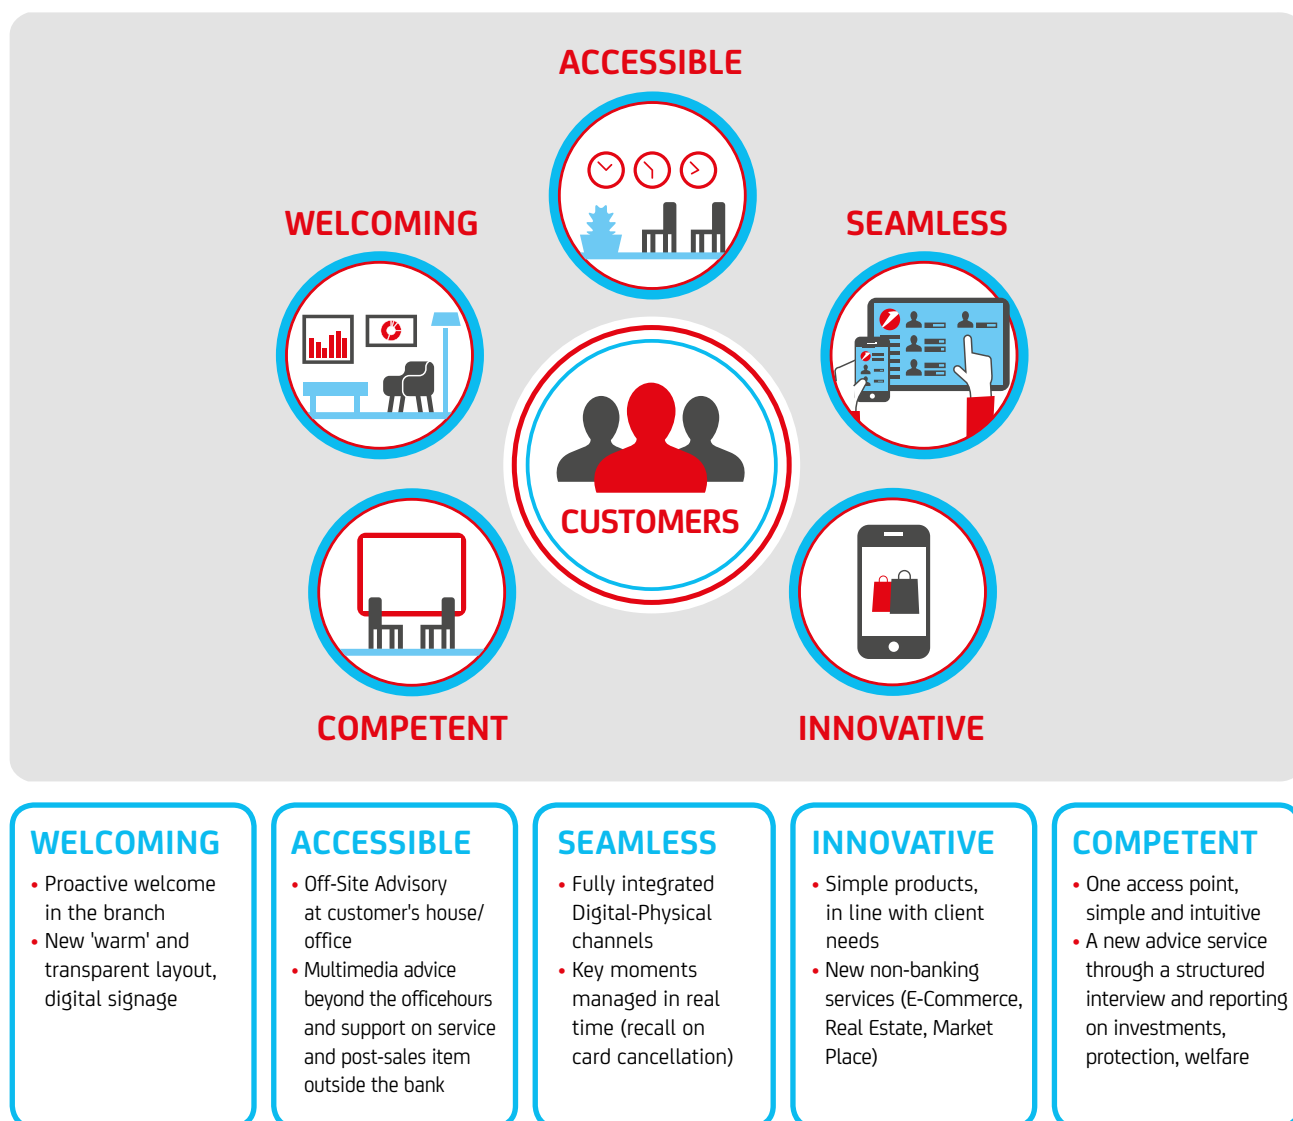 ACCESSIBLE
WELCOMING
SEAMLESS
CUSTOMERS
COMPETENT
INNOVATIVE
WELCOMING
• Proactive welcome
in the branch
• New 'warm' and
transparent layout,
digital signage
ACCESSIBLE
• Off-Site Advisory
at customer's house/
office
• Multimedia advice
beyond the officehours
and support on service
and post-sales item
outside the bank
SEAMLESS
• Fully integrated
Digital-Physical
channels
• Key moments
managed in real
time (recall on
card cancellation)
INNOVATIVE
• Simple products,
in line with client
needs
• New non-banking
services (E-Commerce,
Real Estate, Market
Place)
COMPETENT
• One access point,
simple and intuitive
• A new advice service
through a structured
interview and reporting
on investments,
protection, welfare